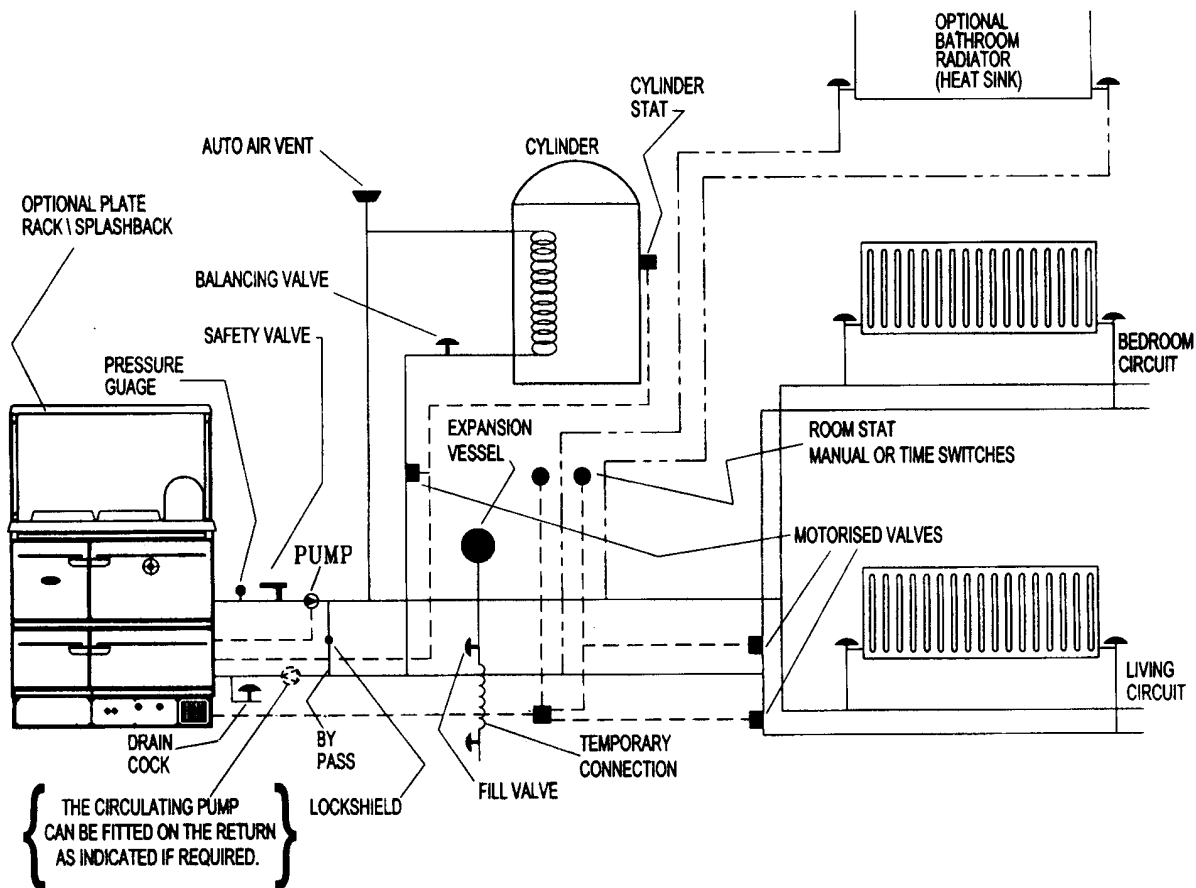 OPTIONAL
BATHROOM
RADIATOR
(HEAT SINK)
CYLINDER
STAT
AUTO AIR VENT
CYLINDER
OPTIONAL PLATE
RACK \ SPLASHBACK
BALANCING VALVE
SAFETY VALVE
PRESSURE
GUAGE
BEDROOM
CIRCUIT
EXPANSION
VESSEL
ROOM STAT
MANUAL OR TIME SWITCHES
PUMP
MOTORISED VALVES
LIVING
CIRCUIT
DRAIN
COCK
BY
PASS
TEMPORARY
CONNECTION
FILL VALVE
LOCKSHIELD
THE CIRCULATING PUMP
CAN BE FITTED ON THE RETURN
AS INDICATED IF REQUIRED.